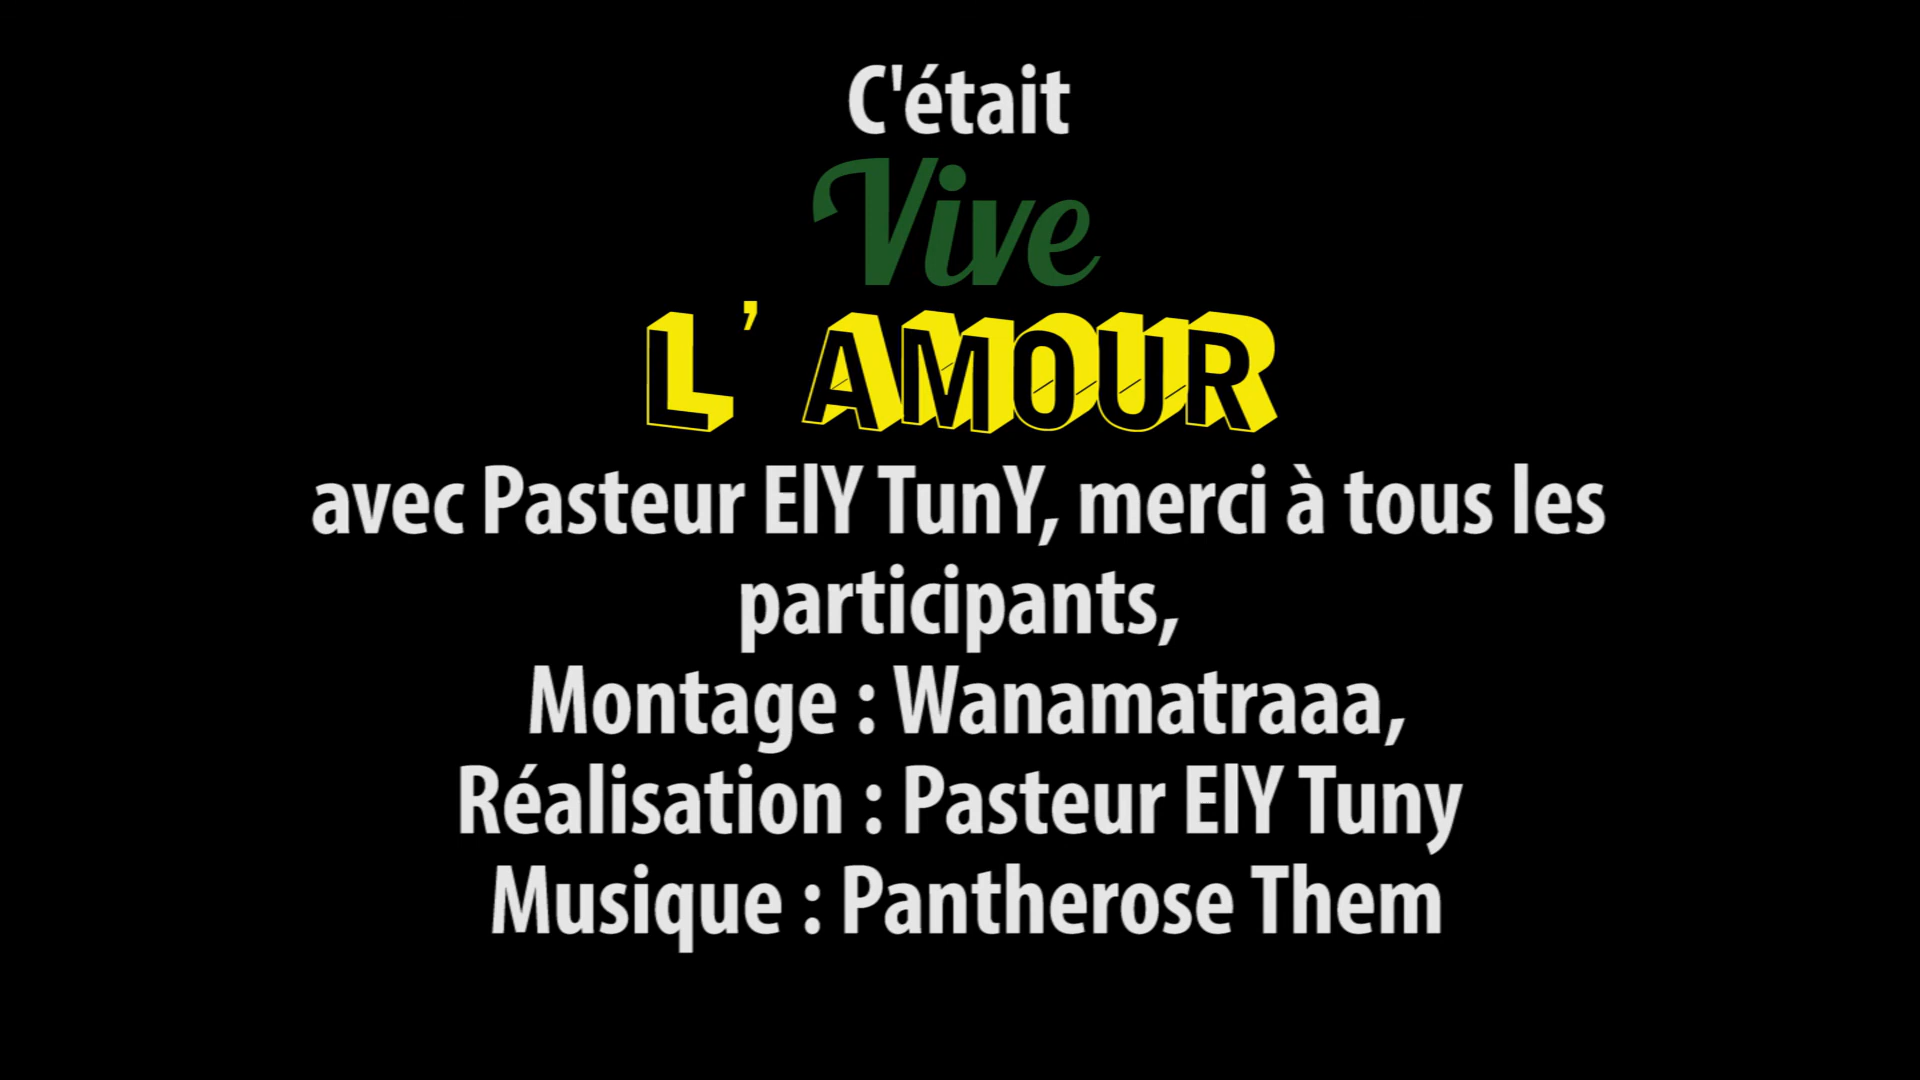 C'était
Vive
L'AMOUR
avec Pasteur ElY TunY, merci à tous les
participants,
Montage : Wanamatraaa,
Réalisation : Pasteur ElY Tuny
Musique : Pantherose Them